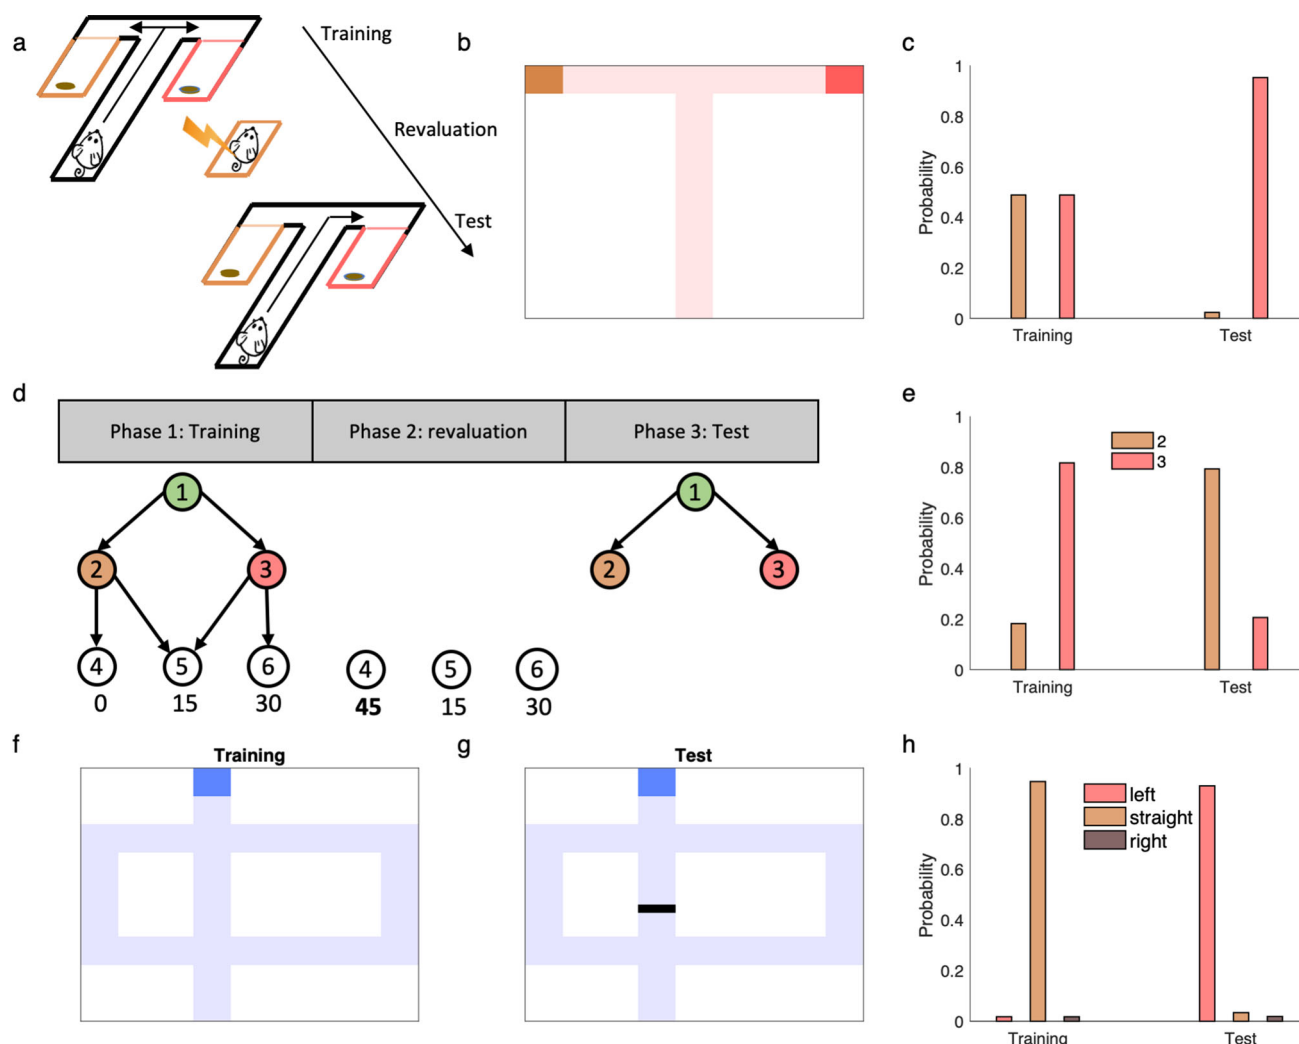 a
Training
Revaluation
Test
b
c
1
0.8
0.6
0.4
0.2
0
Probability
Training
Test
d
Phase 1: Training
Phase 2: revaluation
Phase 3: Test
1
1
2
3
2
3
4
5
6
4
5
6
0
15
30
45
15
30
e
1
0.8
0.6
0.4
0.2
0
Probability
2
3
Training
Test
f
Training
g
Test
h
1
0.8
0.6
0.4
0.2
0
Probability
left
straight
right
Training
Test